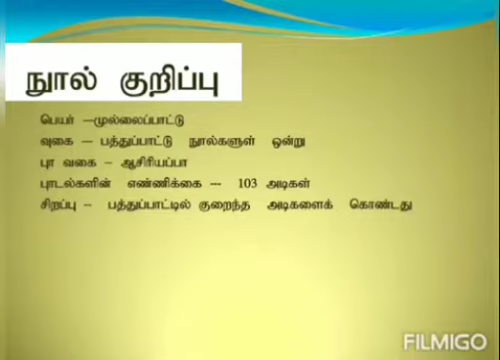 நூல் குறிப்பு
பெயர் –முல்லைப்பாட்டு
வுகை – பத்துப்பாட்டு நூல்களுள் ஒன்று
பா வகை – ஆசிரியப்பா
பாடல்களின் எண்ணிக்கை --- 103 அடிகள்
சிறப்பு – பத்துப்பாட்டில் குறைந்த அடிகளைக் கொண்டது
FILMIGO